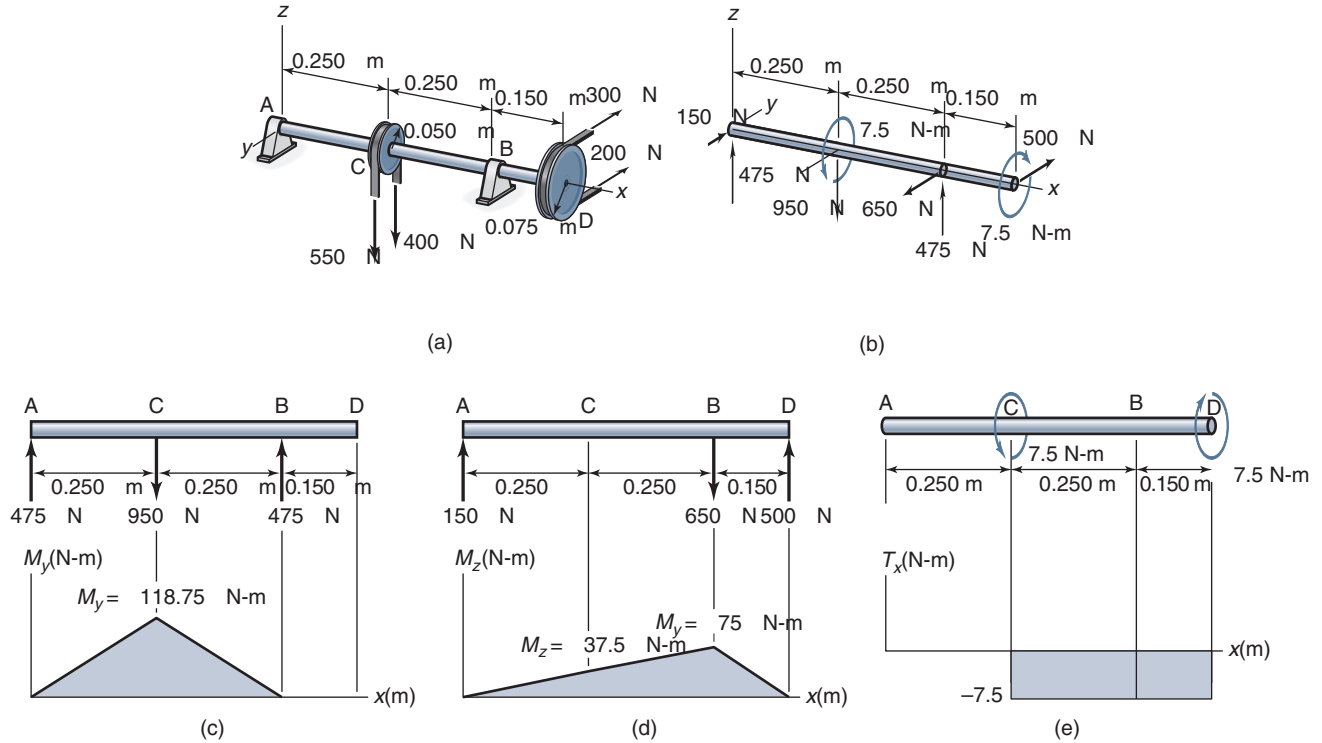 z
0.250 m
0.250 m
0.150 m
300 N
A
0.050 m
B
200 N
y
C
x
0.075 m
D
400 N
550 N
(a)
z
0.250 m
0.250 m
0.150 m
150 N
y
7.5 N-m
500 N
475 N
x
950 N
650 N
7.5 N-m
475 N
(b)
A C B D
0.250 m 0.250 m 0.150 m
475 N 950 N 475 N
My(N-m)
My = 118.75 N-m
x(m)
(c)
A C B D
0.250 0.250 0.150
150 N 650 N 500 N
Mz(N-m)
My = 75 N-m
Mz = 37.5 N-m
x(m)
(d)
A C B D
7.5 N-m
0.250 m 0.250 m 0.150 m
7.5 N-m
Tx(N-m)
x(m)
–7.5
(e)